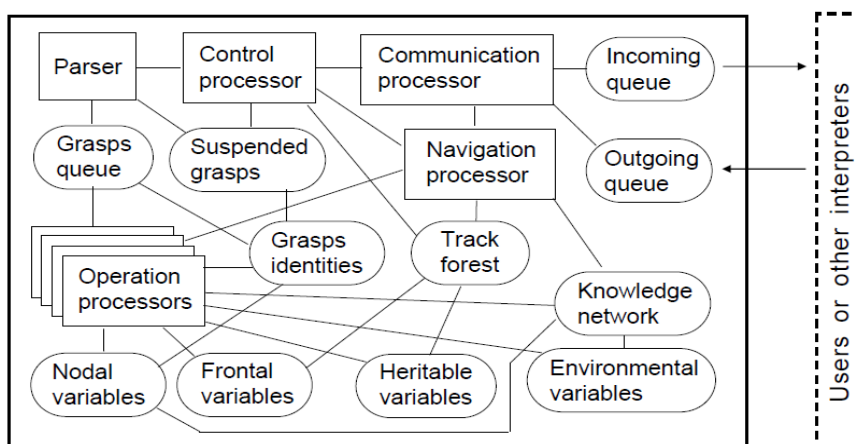 Parser
Control
processor
Communication
processor
Incoming
queue
Grasps
queue
Suspended
grasps
Navigation
processor
Outgoing
queue
Grasps
identities
Track
forest
Operation
processors
Knowledge
network
Nodal
variables
Frontal
variables
Heritable
variables
Environmental
variables
Users or other interpreters